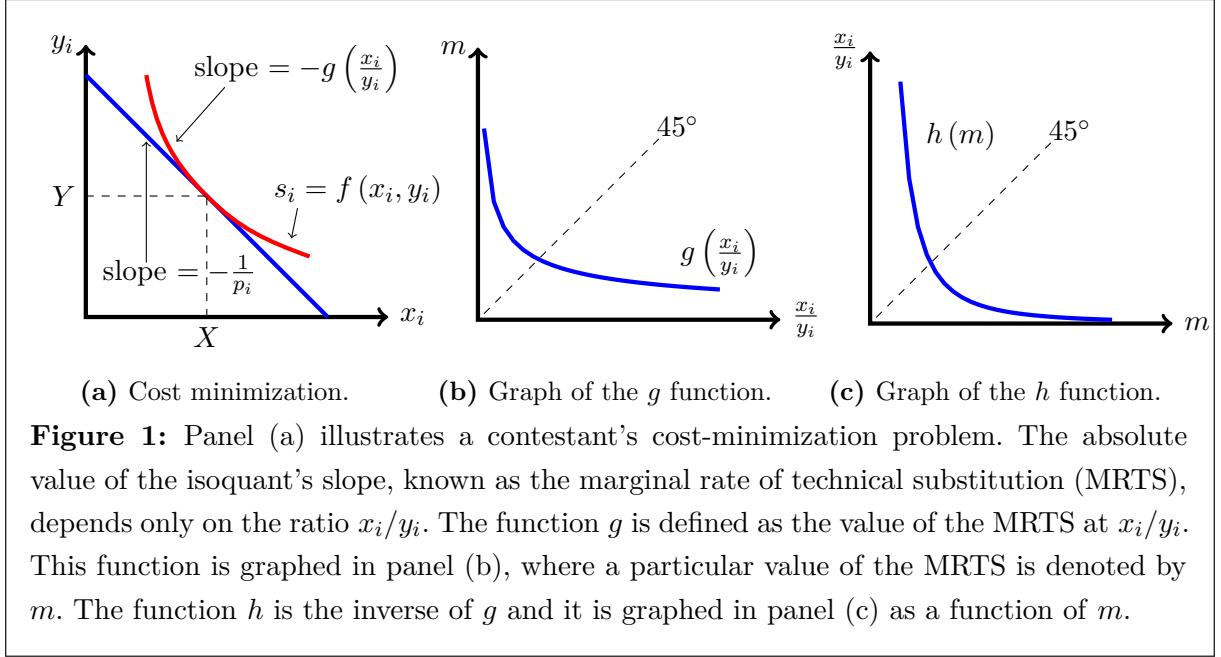 y_i
slope = −g(x_i/y_i)
Y
s_i = f(x_i, y_i)
slope = −1/p_i
X
x_i
m
45°
g(x_i/y_i)
x_i/y_i
x_i/y_i
h(m)
45°
m
(a) Cost minimization.
(b) Graph of the g function.
(c) Graph of the h function.
Figure 1: Panel (a) illustrates a contestant's cost-minimization problem. The absolute
value of the isoquant's slope, known as the marginal rate of technical substitution (MRTS),
depends only on the ratio x_i/y_i. The function g is defined as the value of the MRTS at x_i/y_i.
This function is graphed in panel (b), where a particular value of the MRTS is denoted by
m. The function h is the inverse of g and it is graphed in panel (c) as a function of m.